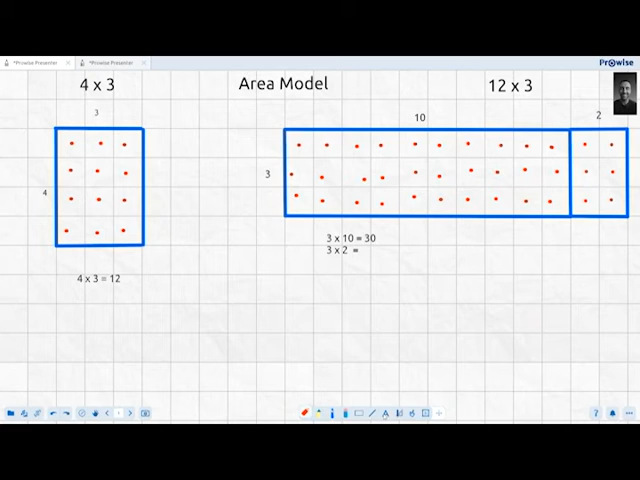 *Prowise Presenter
*Prowise Presenter
Prowise
4 x 3
Area Model
12 x 3
3
4
4 x 3 = 12
10
2
3
3 x 10 = 30
3 x 2 =
1